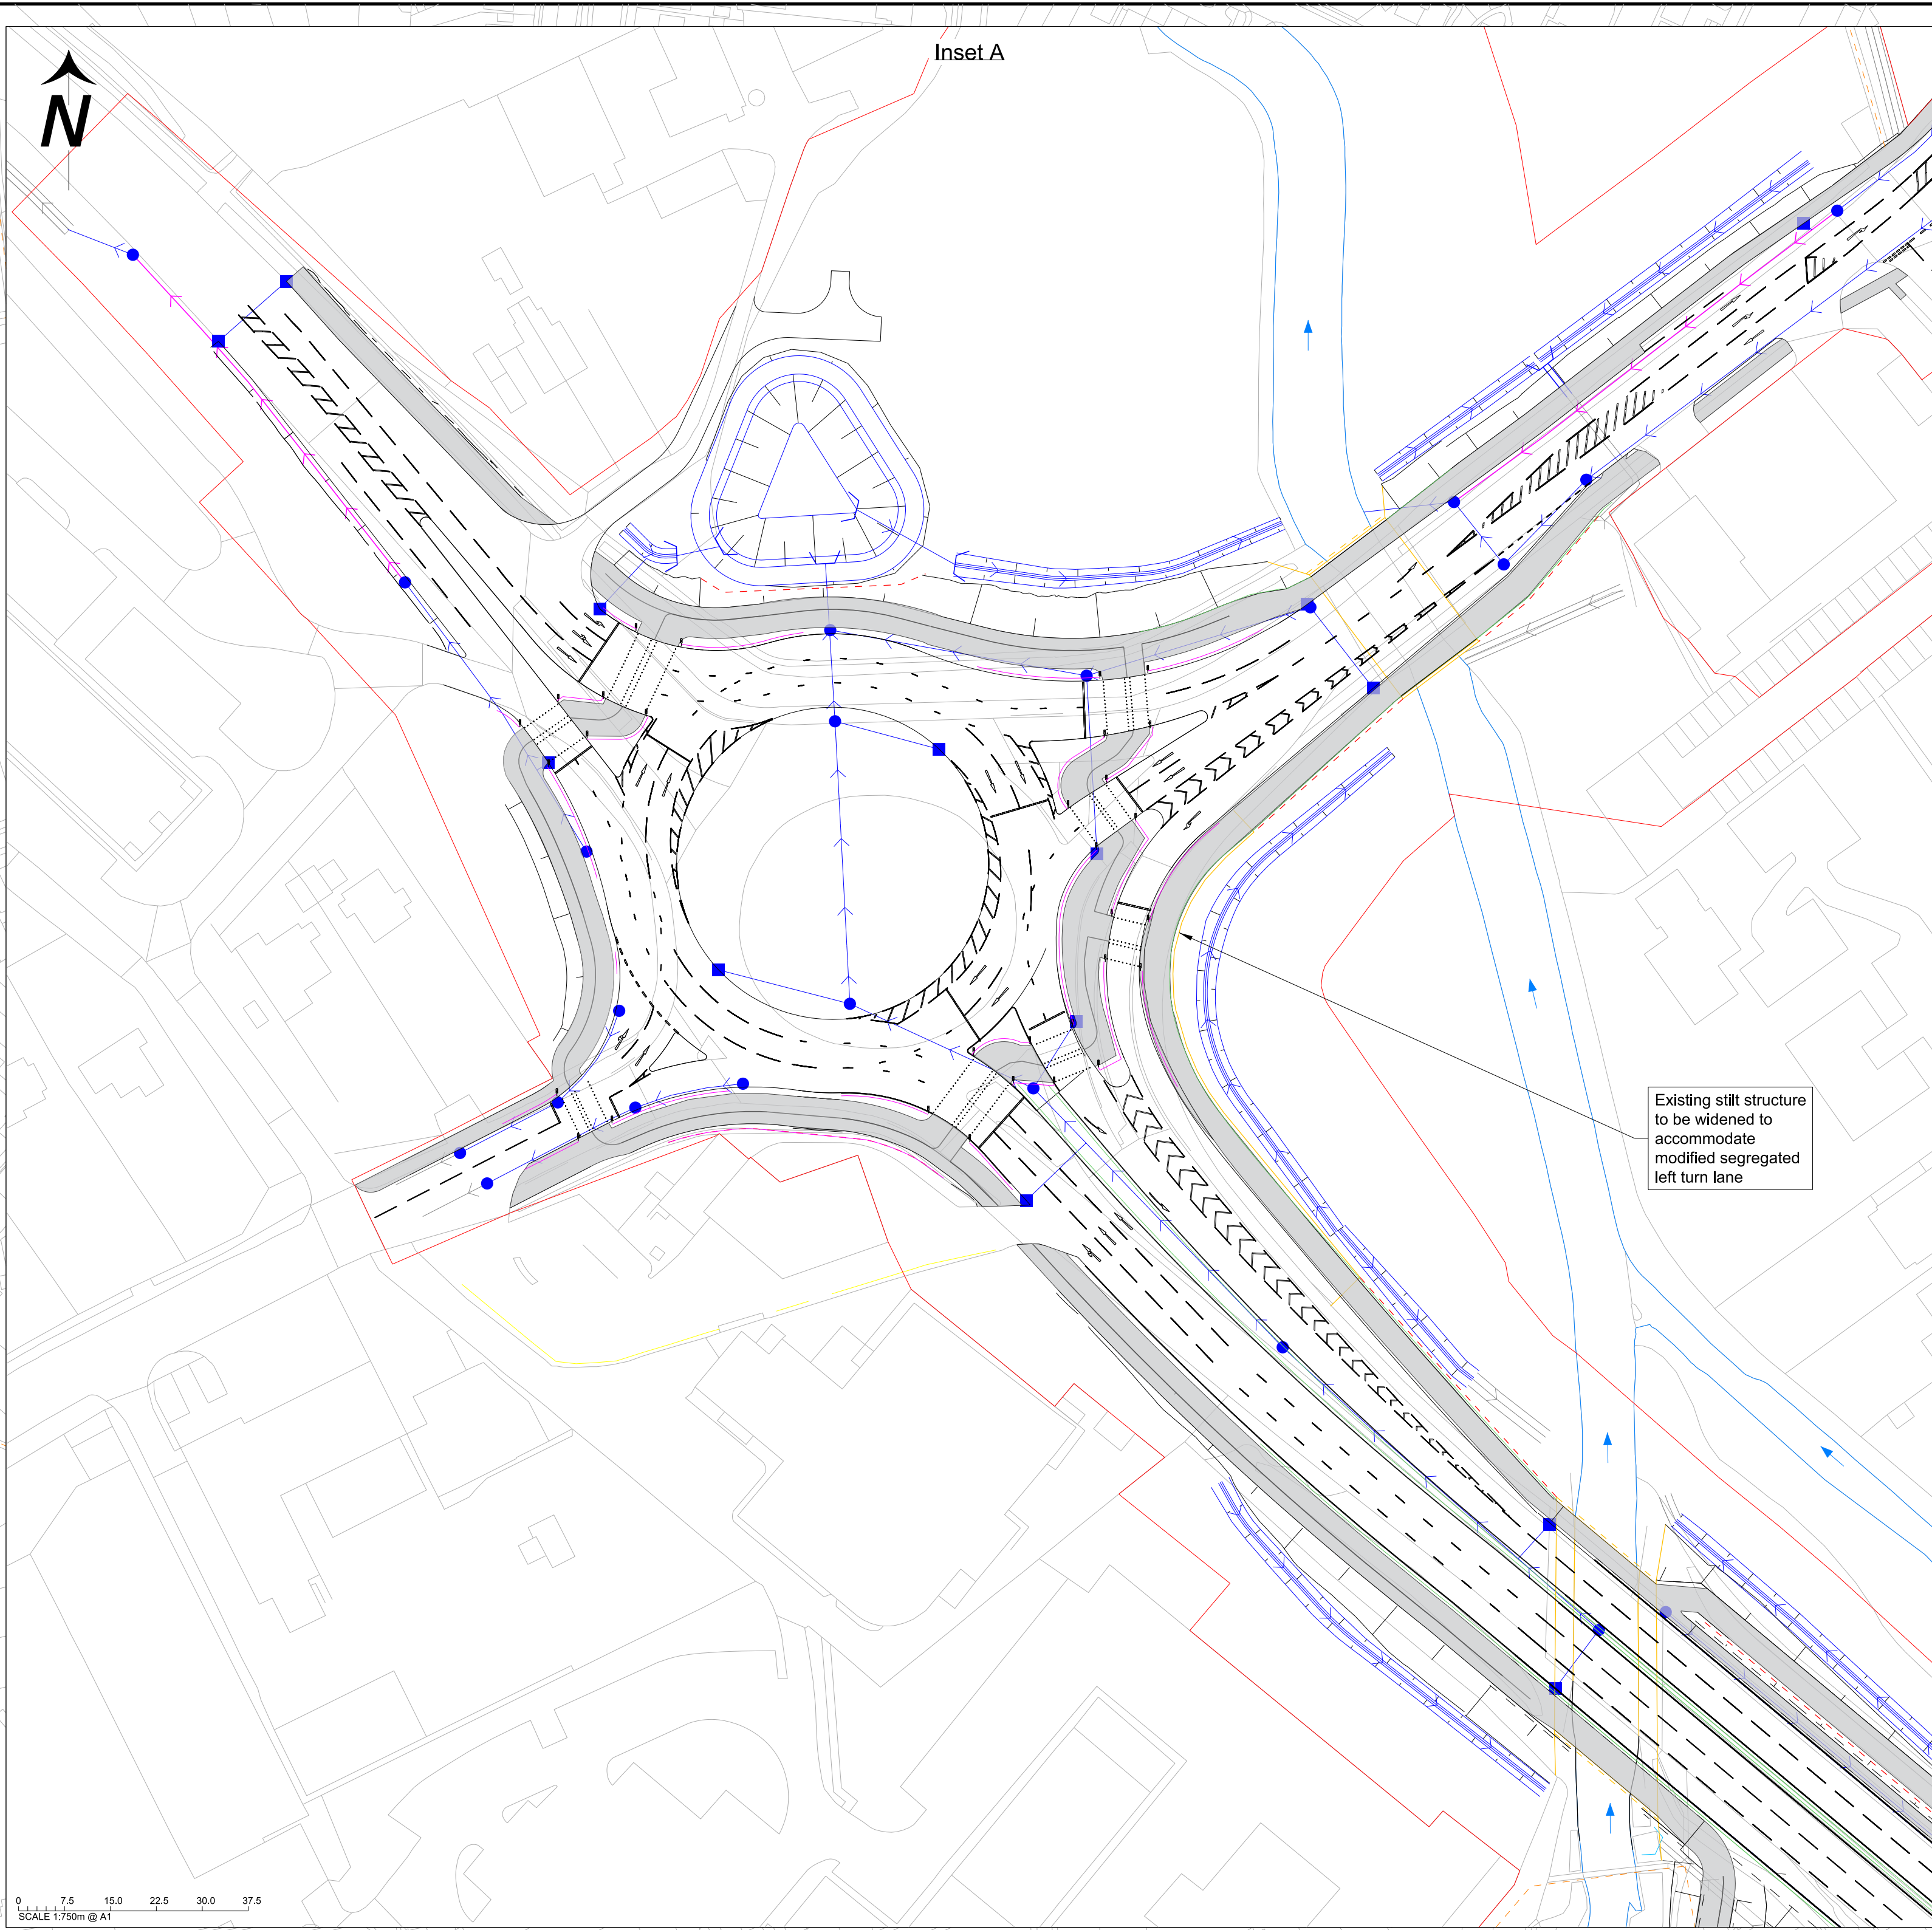 Inset A
N
Existing stilt structure
to be widened to
accommodate
modified segregated
left turn lane
0 7.5 15.0 22.5 30.0 37.5
SCALE 1:750m @ A1